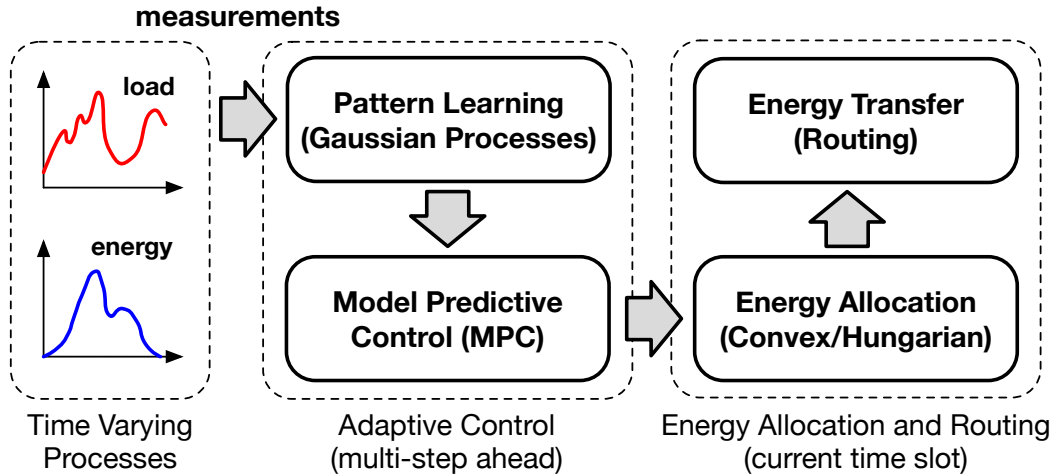 measurements
load
energy
Time Varying
Processes
Pattern Learning
(Gaussian Processes)
Model Predictive
Control (MPC)
Adaptive Control
(multi-step ahead)
Energy Transfer
(Routing)
Energy Allocation
(Convex/Hungarian)
Energy Allocation and Routing
(current time slot)